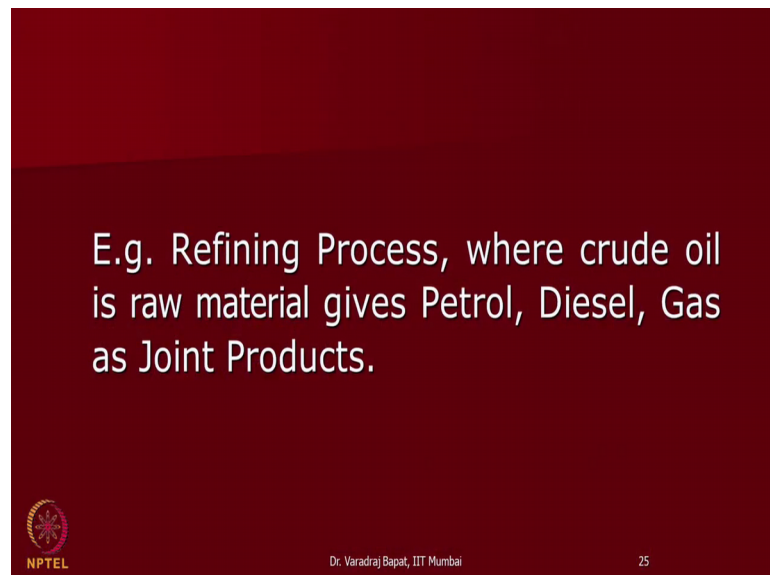 E.g. Refining Process, where crude oil
is raw material gives Petrol, Diesel, Gas
as Joint Products.
NPTEL
Dr. Varadraj Bapat, IIT Mumbai
25